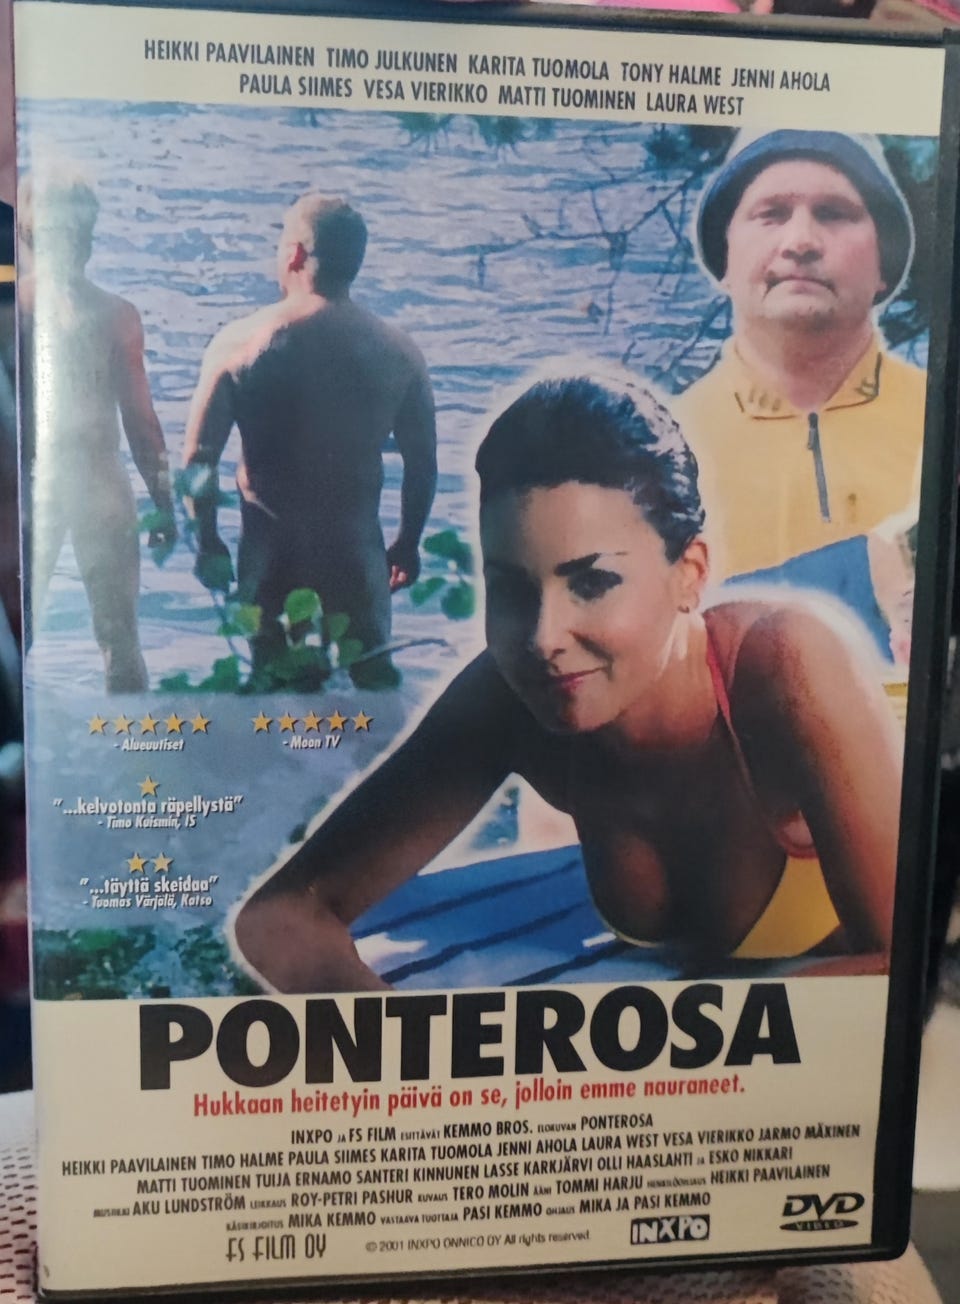 HEIKKI PAAVILAINEN TIMO JULKUNEN KARITA TUOMOLA TONY HALME JENNI AHOLA
PAULA SIIMES VESA VIERIKKO MATTI TUOMINEN LAURA WEST
- Alueuutiset
- Moon TV
"...kelvotonta räpellystä"
- Timo Kuismin, IS
"...täyttä skeidaa"
- Tuomas Värjölä, Katso
PONTEROSA
Hukkaan heitetyin päivä on se, jolloin emme nauraneet.
INXPO JA FS FILM ESITTÄVÄT KEMMO BROS. ELOKUVAN PONTEROSA
HEIKKI PAAVILAINEN TIMO HALME PAULA SIIMES KARITA TUOMOLA JENNI AHOLA LAURA WEST VESA VIERIKKO JARMO MÄKINEN
MATTI TUOMINEN TUIJA ERNAMO SANTERI KINNUNEN LASSE KARKJÄRVI OLLI HAASLAHTI JA ESKO NIKKARI
MUSIIKKI AKU LUNDSTRÖM LEIKKAUS ROY-PETRI PASHUR KUVAUS TERO MOLIN ÄÄNI TOMMI HARJU HENKILÖOHJAUS HEIKKI PAAVILAINEN
KÄSIKIRJOITUS MIKA KEMMO VASTAAVA TUOTTAJA PASI KEMMO OHJAUS MIKA JA PASI KEMMO
FS FILM OY
© 2001 INXPO ONNICO OY All rights reserved.
INXPO
DVD
VIDEO